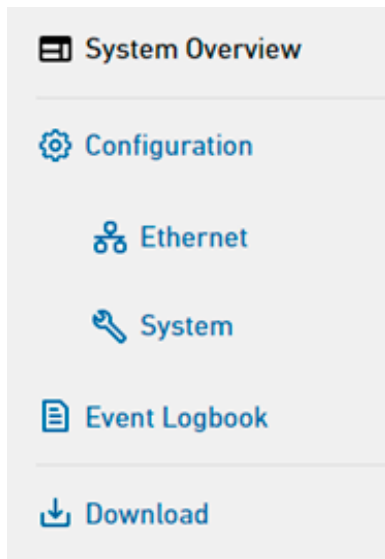 System Overview
Configuration
Ethernet
System
Event Logbook
Download